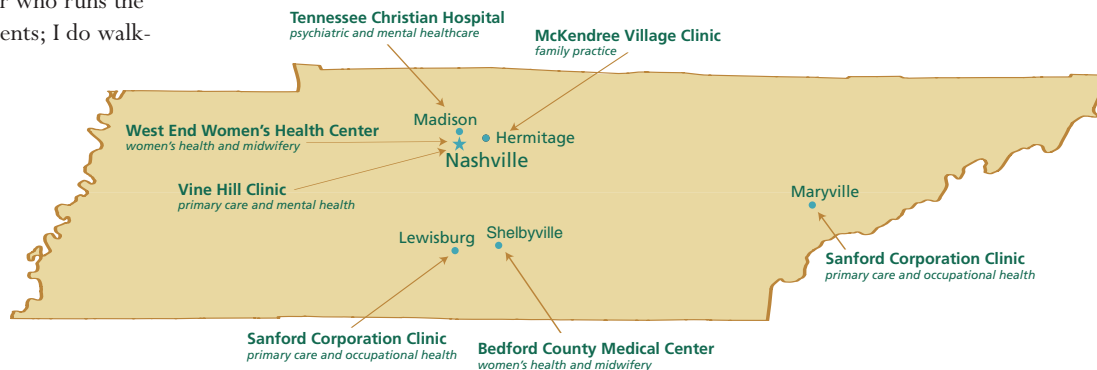 r who runs the
ents; I do walk-
Tennessee Christian Hospital
psychiatric and mental healthcare
McKendree Village Clinic
family practice
Madison
West End Women's Health Center
women's health and midwifery
Hermitage
Nashville
Vine Hill Clinic
primary care and mental health
Maryville
Lewisburg
Shelbyville
Sanford Corporation Clinic
primary care and occupational health
Sanford Corporation Clinic
primary care and occupational health
Bedford County Medical Center
women's health and midwifery